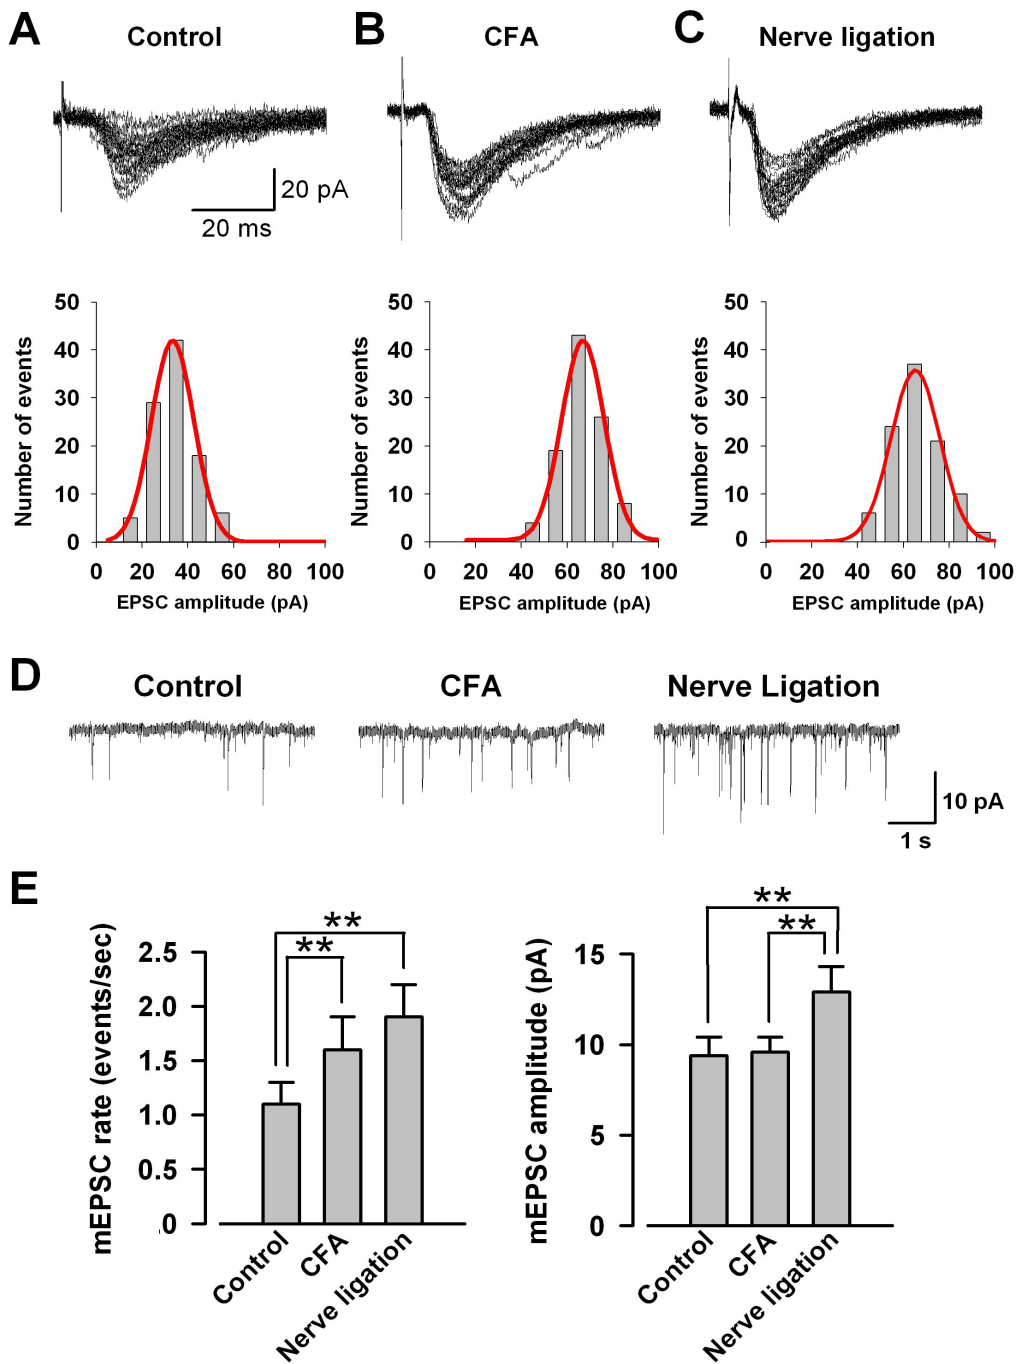 A
Control
B
CFA
C
Nerve ligation
20 pA
20 ms
Number of events
50
40
30
20
10
0
0 20 40 60 80 100
EPSC amplitude (pA)
Number of events
50
40
30
20
10
0
0 20 40 60 80 100
EPSC amplitude (pA)
Number of events
50
40
30
20
10
0
0 20 40 60 80 100
EPSC amplitude (pA)
D
Control
CFA
Nerve Ligation
10 pA
1 s
E
mEPSC rate (events/sec)
2.5
2.0
1.5
1.0
0.5
.0
**
**
Control
CFA
Nerve ligation
mEPSC amplitude (pA)
15
10
5
0
**
**
Control
CFA
Nerve ligation